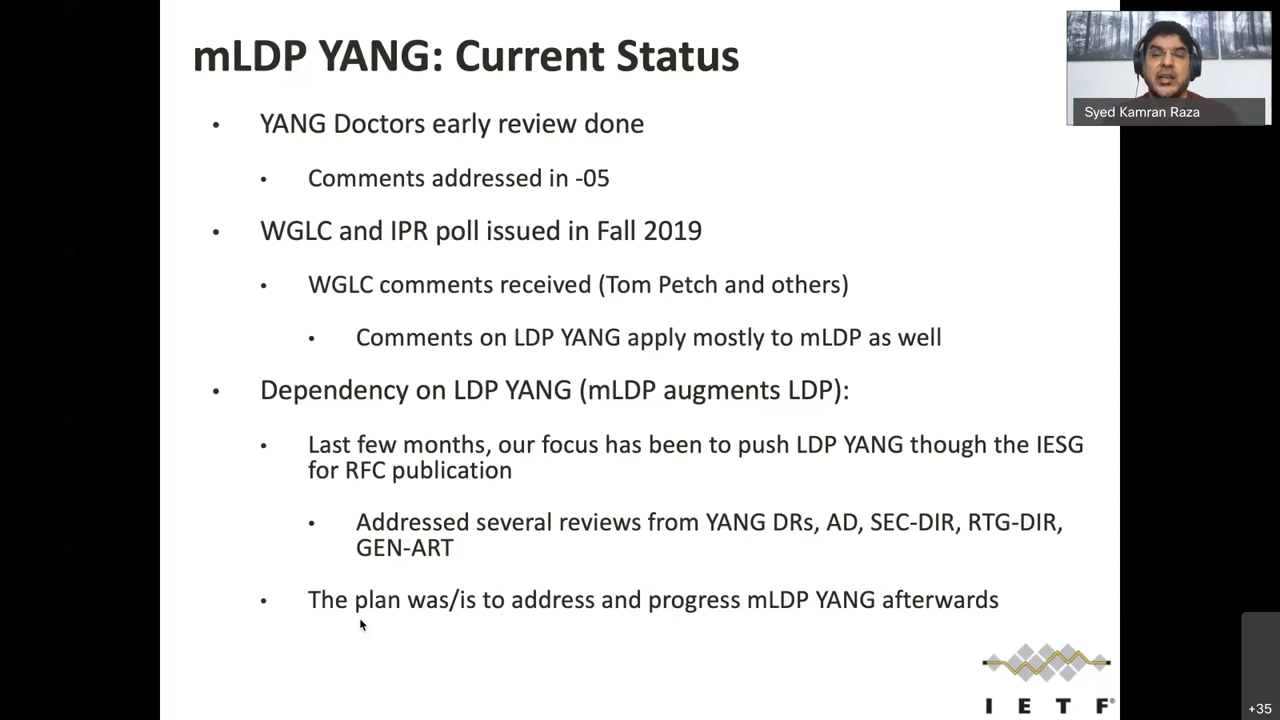 mLDP YANG: Current Status
Syed Kamran Raza
• YANG Doctors early review done
• Comments addressed in -05
• WGLC and IPR poll issued in Fall 2019
• WGLC comments received (Tom Petch and others)
• Comments on LDP YANG apply mostly to mLDP as well
• Dependency on LDP YANG (mLDP augments LDP):
• Last few months, our focus has been to push LDP YANG though the IESG
for RFC publication
• Addressed several reviews from YANG DRs, AD, SEC-DIR, RTG-DIR,
GEN-ART
• The plan was/is to address and progress mLDP YANG afterwards
I E T F®
+35